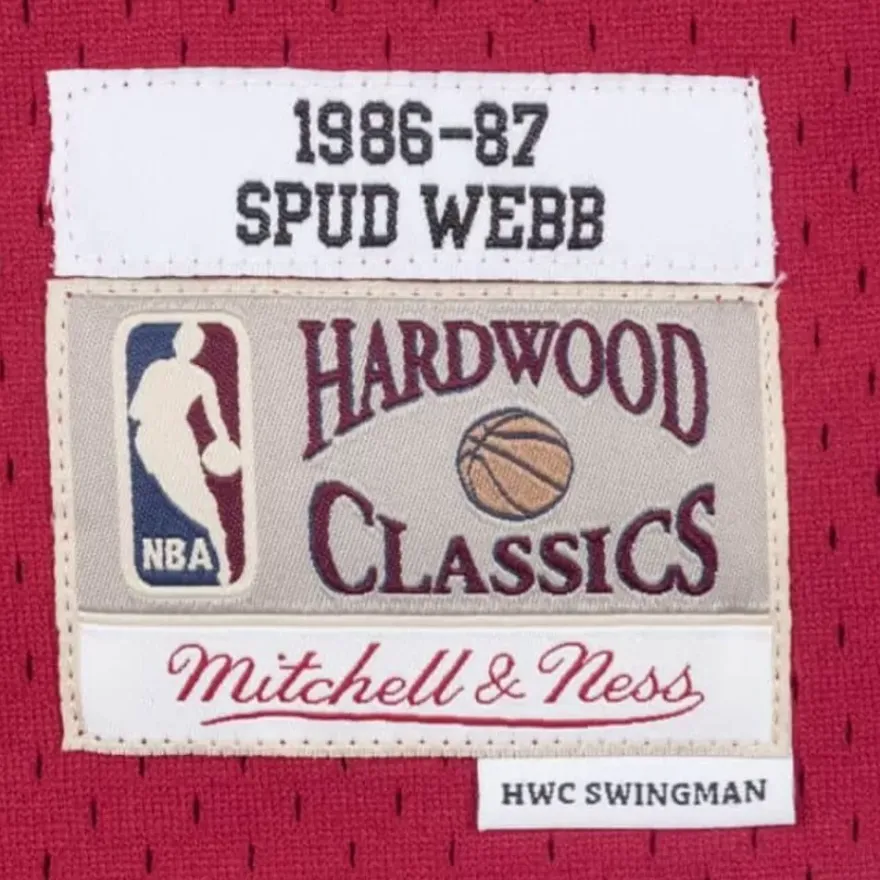 1986-87
SPUD WEBB
HARDWOOD
CLASSICS
NBA
Mitchell & Ness
HWC SWINGMAN